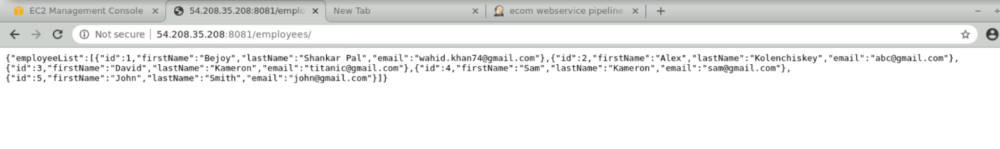 EC2 Management Console
54.208.35.208:8081/emplo
New Tab
ecom webservice pipeline
Not secure
54.208.35.208:8081/employees/
{"employeeList":[{"id":1,"firstName":"Bejoy","lastName":"Shankar Pal","email":"wahid.khan74@gmail.com"},{"id":2,"firstName":"Alex","lastName":"Kolenchiskey","email":"abc@gmail.com"},
{"id":3,"firstName":"David","lastName":"Kameron","email":"titanic@gmail.com"},{"id":4,"firstName":"Sam","lastName":"Kameron","email":"sam@gmail.com"},
{"id":5,"firstName":"John","lastName":"Smith","email":"john@gmail.com"}]}